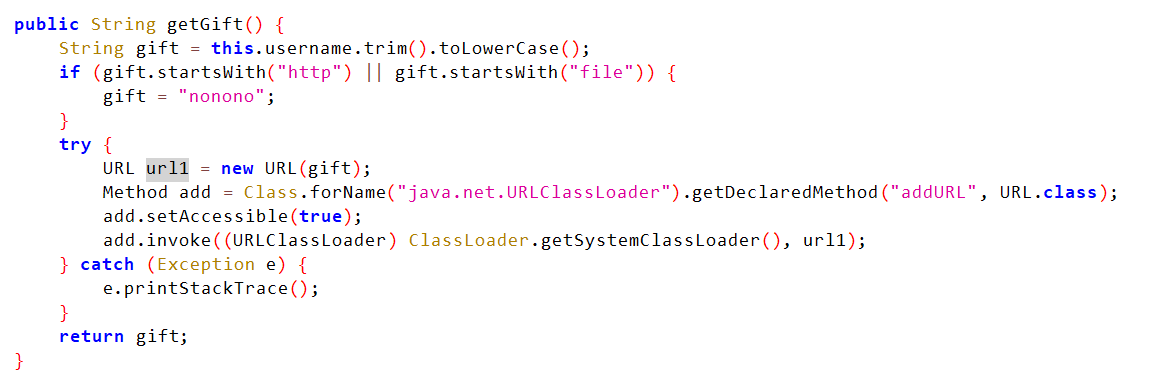 public String getGift() {
    String gift = this.username.trim().toLowerCase();
    if (gift.startsWith("http") || gift.startsWith("file")) {
        gift = "nonono";
    }
    try {
        URL url1 = new URL(gift);
        Method add = Class.forName("java.net.URLClassLoader").getDeclaredMethod("addURL", URL.class);
        add.setAccessible(true);
        add.invoke((URLClassLoader) ClassLoader.getSystemClassLoader(), url1);
    } catch (Exception e) {
        e.printStackTrace();
    }
    return gift;
}